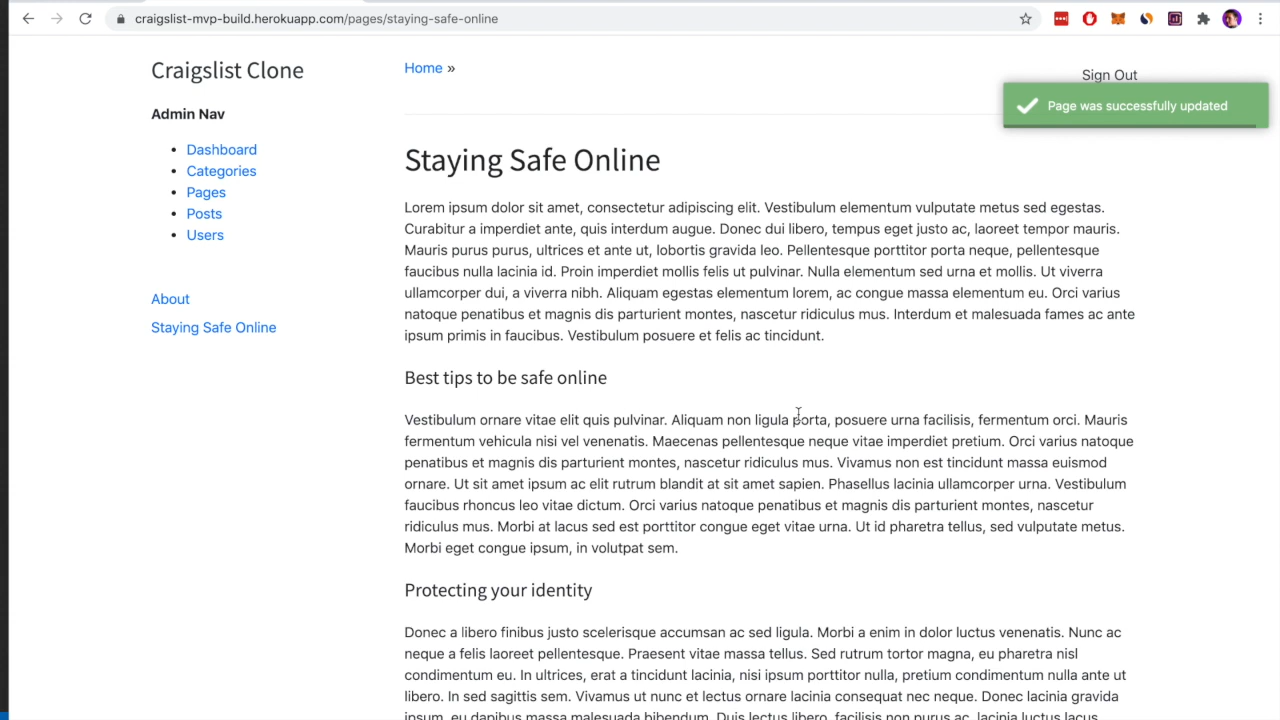 craigslist-mvp-build.herokuapp.com/pages/staying-safe-online
Craigslist Clone
Home »
Sign Out
Page was successfully updated
Admin Nav
Dashboard
Categories
Pages
Posts
Users
About
Staying Safe Online
Staying Safe Online
Lorem ipsum dolor sit amet, consectetur adipiscing elit. Vestibulum elementum vulputate metus sed egestas.
Curabitur a imperdiet ante, quis interdum augue. Donec dui libero, tempus eget justo ac, laoreet tempor mauris.
Mauris purus purus, ultrices et ante ut, lobortis gravida leo. Pellentesque porttitor porta neque, pellentesque
faucibus nulla lacinia id. Proin imperdiet mollis felis ut pulvinar. Nulla elementum sed urna et mollis. Ut viverra
ullamcorper dui, a viverra nibh. Aliquam egestas elementum lorem, ac congue massa elementum eu. Orci varius
natoque penatibus et magnis dis parturient montes, nascetur ridiculus mus. Interdum et malesuada fames ac ante
ipsum primis in faucibus. Vestibulum posuere et felis ac tincidunt.
Best tips to be safe online
Vestibulum ornare vitae elit quis pulvinar. Aliquam non ligula porta, posuere urna facilisis, fermentum orci. Mauris
fermentum vehicula nisi vel venenatis. Maecenas pellentesque neque vitae imperdiet pretium. Orci varius natoque
penatibus et magnis dis parturient montes, nascetur ridiculus mus. Vivamus non est tincidunt massa euismod
ornare. Ut sit amet ipsum ac elit rutrum blandit at sit amet sapien. Phasellus lacinia ullamcorper urna. Vestibulum
faucibus rhoncus leo vitae dictum. Orci varius natoque penatibus et magnis dis parturient montes, nascetur
ridiculus mus. Morbi at lacus sed est porttitor congue eget vitae urna. Ut id pharetra tellus, sed vulputate metus.
Morbi eget congue ipsum, in volutpat sem.
Protecting your identity
Donec a libero finibus justo scelerisque accumsan ac sed ligula. Morbi a enim in dolor luctus venenatis. Nunc ac
neque a felis laoreet pellentesque. Praesent vitae massa tellus. Sed rutrum tortor magna, eu pharetra nisl
condimentum eu. In ultrices, erat a tincidunt lacinia, nisi ipsum porttitor nulla, pretium condimentum nulla ante ut
libero. In sed sagittis sem. Vivamus ut nunc et lectus ornare lacinia consequat nec neque. Donec lacinia gravida
ipsum, eu dapibus massa malesuada bibendum. Duis lectus libero, facilisis non purus ac, lacinia luctus lacus.